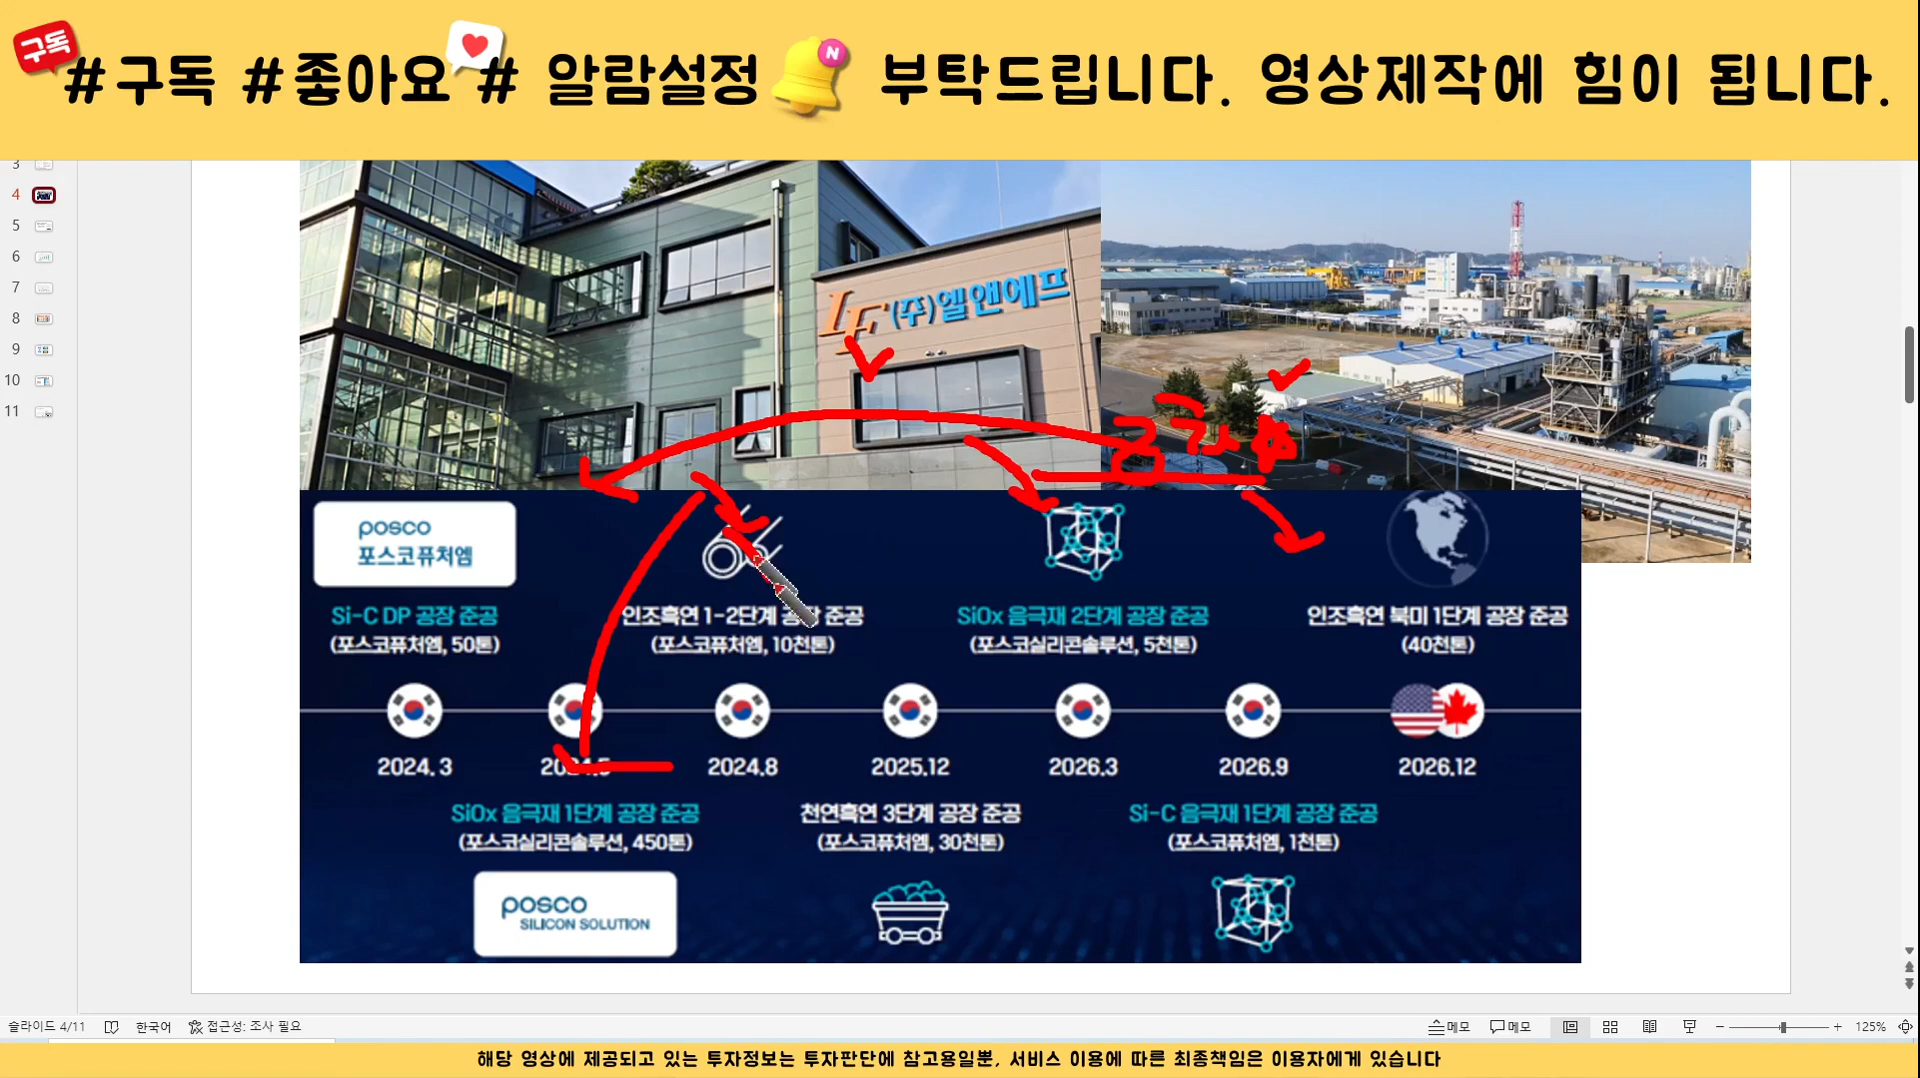 구독
#구독 #좋아요 # 알람설정 N 부탁드립니다. 영상제작에 힘이 됩니다.
3
4
5
6
7
8
9
10
11
LF (주)엘앤에프
posco
포스코퓨처엠
Si-C DP 공장 준공
(포스코퓨처엠, 50톤)
인조흑연 1-2단계 공장 준공
(포스코퓨처엠, 10천톤)
SiOx 음극재 2단계 공장 준공
(포스코실리콘솔루션, 5천톤)
인조흑연 북미 1단계 공장 준공
(40천톤)
2024. 3
2024.5
2024.8
2025.12
2026.3
2026.9
2026.12
SiOx 음극재 1단계 공장 준공
(포스코실리콘솔루션, 450톤)
천연흑연 3단계 공장 준공
(포스코퓨처엠, 30천톤)
Si-C 음극재 1단계 공장 준공
(포스코퓨처엠, 1천톤)
posco
SILICON SOLUTION
슬라이드 4/11 한국어 접근성: 조사 필요 메모 메모 125%
해당 영상에 제공되고 있는 투자정보는 투자판단에 참고용일뿐, 서비스 이용에 따른 최종책임은 이용자에게 있습니다